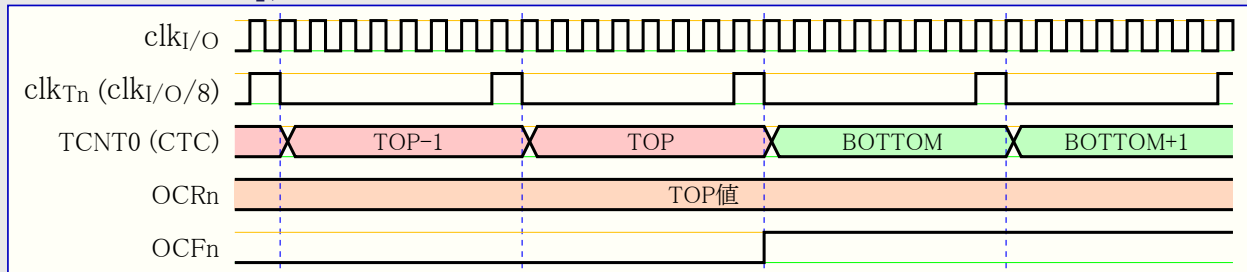 clkI/O
clkTn (clkI/O/8)
TCNT0 (CTC) TOP-1 TOP BOTTOM BOTTOM+1
OCRn TOP値
OCFn